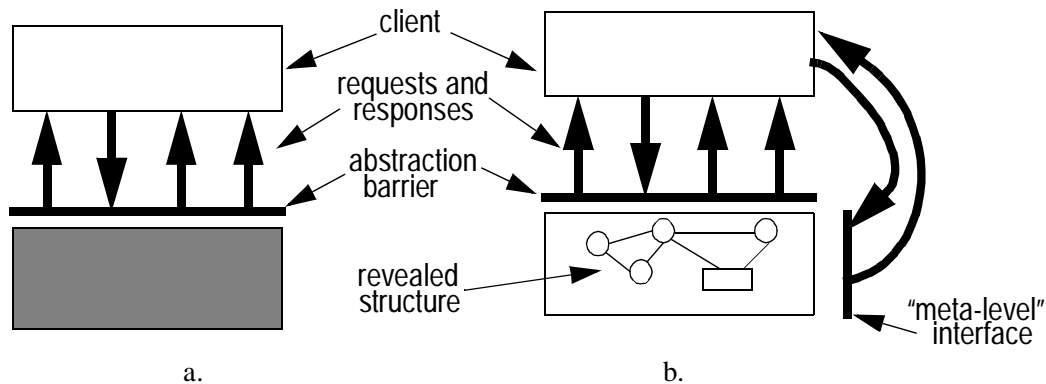 client
requests and
responses
abstraction
barrier
revealed
structure
“meta-level”
interface
a.
b.